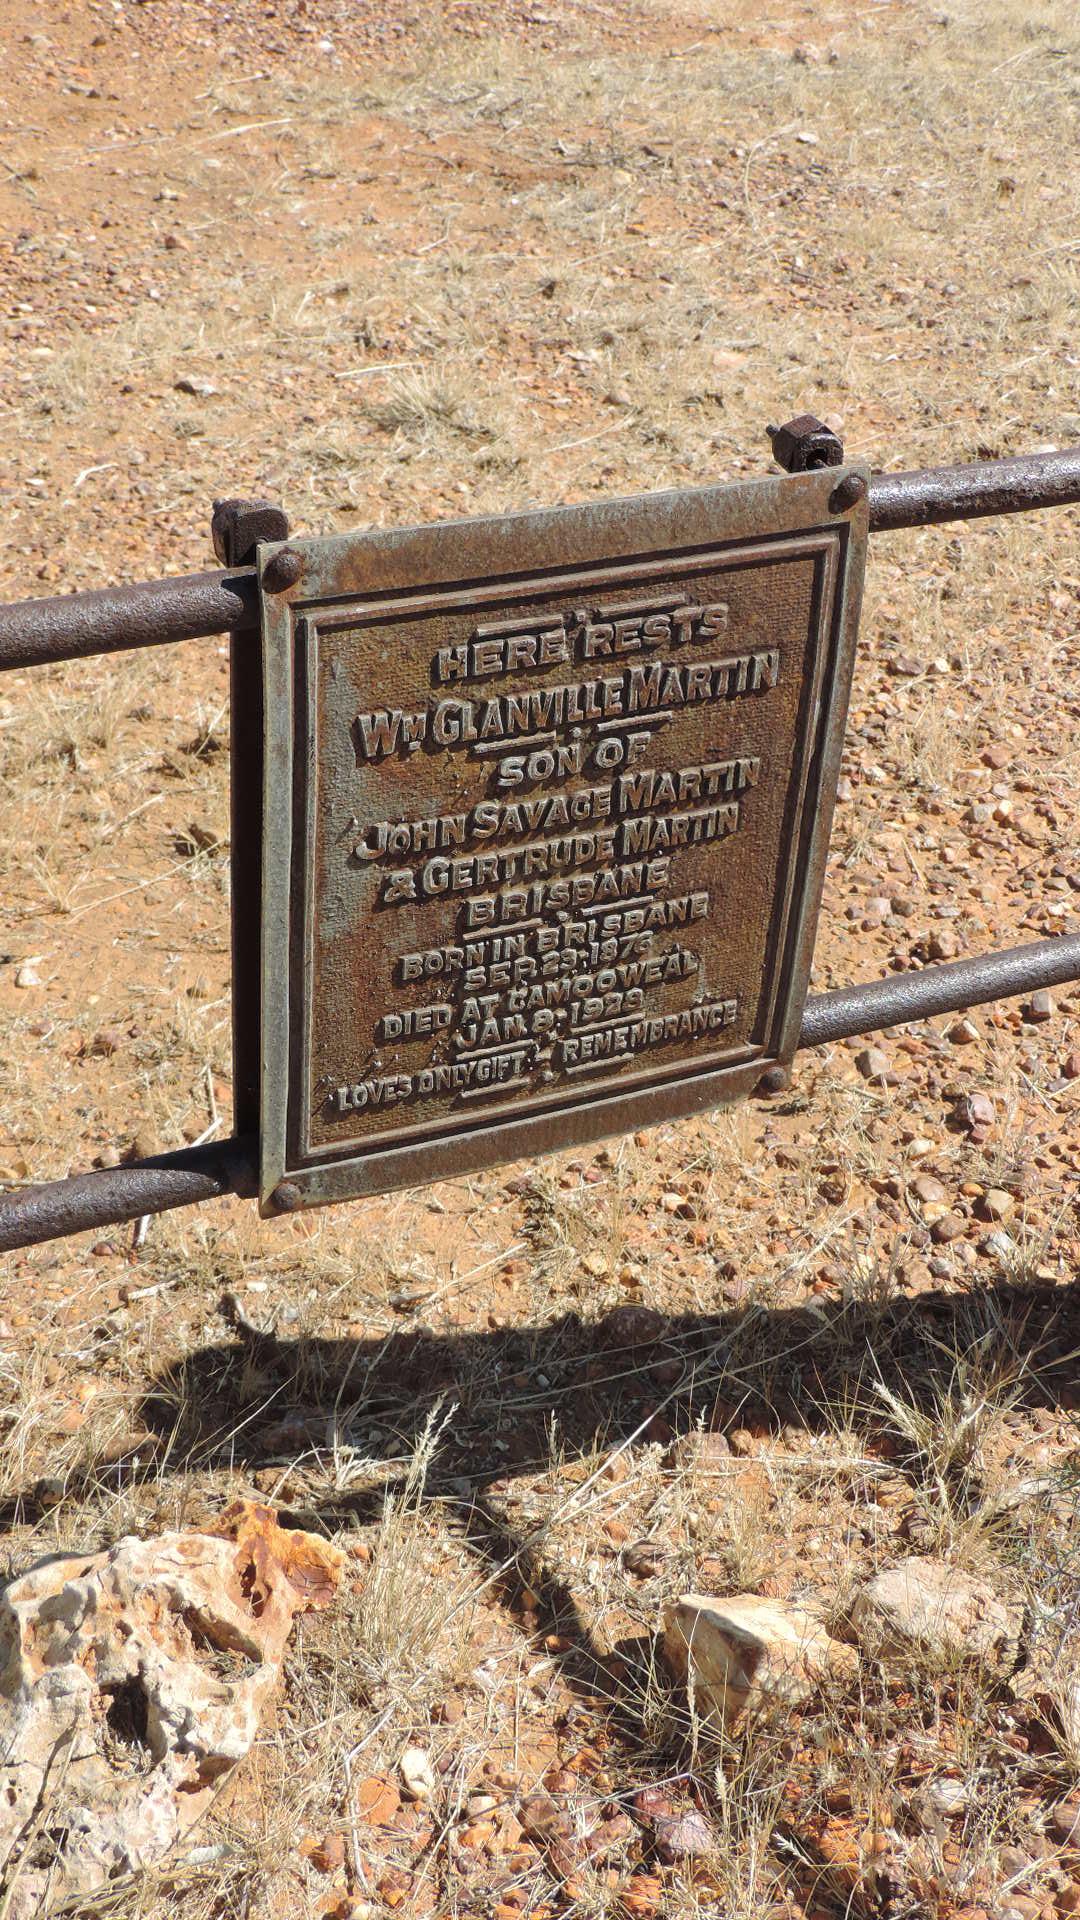 HERE RESTS
WM GLANVILLE MARTIN
SON OF
JOHN SAVAGE MARTIN
& GERTRUDE MARTIN
BRISBANE
BORN IN BRISBANE
SEP 23·1876
DIED AT CAMOOWEAL
JAN. 8·1929
LOVES ONLY GIFT - REMEMBRANCE